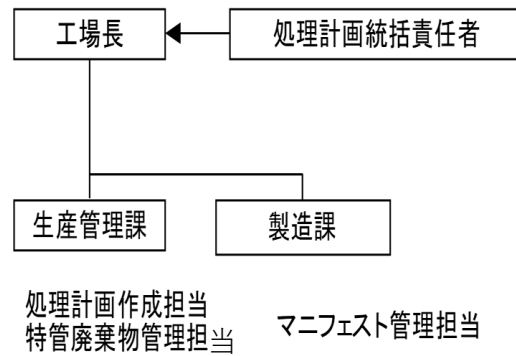 工場長
処理計画統括責任者
生産管理課
製造課
処理計画作成担当
特管廃棄物管理担当
マニフェスト管理担当